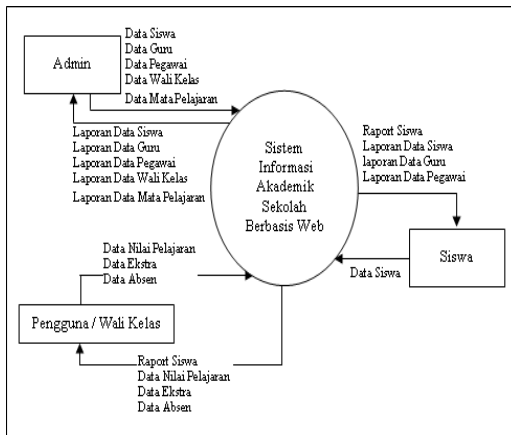 Admin
Data Siswa
Data Guru
Data Pegawai
Data Wali Kelas
Data Mata Pelajaran
Laporan Data Siswa
Laporan Data Guru
Laporan Data Pegawai
Laporan Data Wali Kelas
Laporan Data Mata Pelajaran
Sistem
Informasi
Akademik
Sekolah
Berbasis Web
Raport Siswa
Laporan Data Siswa
laporan Data Guru
Laporan Data Pegawai
Siswa
Data Siswa
Data Nilai Pelajaran
Data Ekstra
Data Absen
Pengguna / Wali Kelas
Raport Siswa
Data Nilai Pelajaran
Data Ekstra
Data Absen